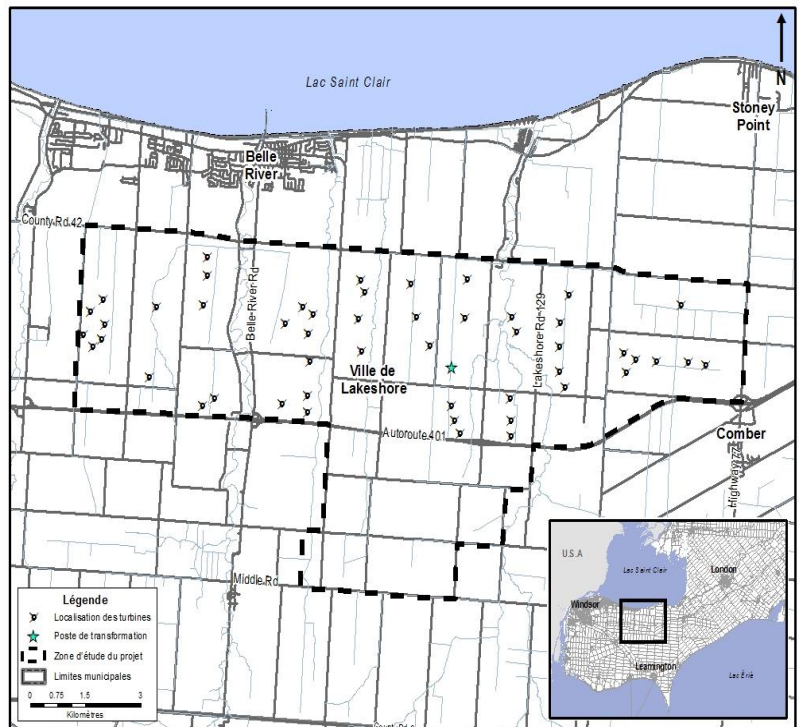 N
Lac Saint Clair
Stoney
Point
Belle
River
County Rd 42
Belle River Rd
Lakeshore Rd 129
Ville de
Lakeshore
Autoroute 401
Comber
Highway 77
Middle Rd
Légende
Localisation des turbines
Poste de transformation
Zone d'étude du projet
Limites municipales
0 0.75 1.5 3
Kilomètres
U.S.A
Lac Saint Clair
London
Windsor
Leamington
Lac Érié